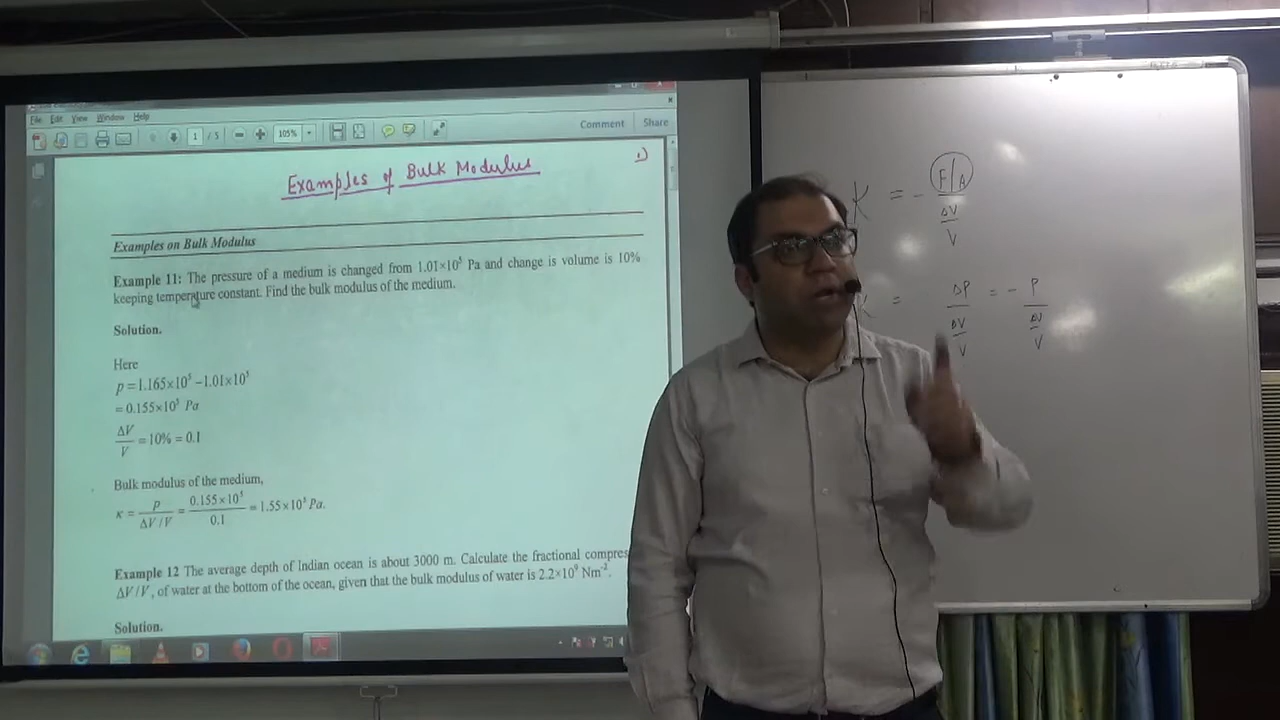 File Edit View Window Help
1 / 5 105% Comment Share
Examples of Bulk Modulus 1)
Examples on Bulk Modulus
Example 11: The pressure of a medium is changed from 1.01×10⁵ Pa and change is volume is 10%
keeping temperature constant. Find the bulk modulus of the medium.
Solution.
Here
p = 1.165×10⁵ – 1.01×10⁵
= 0.155×10⁵ Pa
ΔV/V = 10% = 0.1
Bulk modulus of the medium,
κ = p/(ΔV/V) = 0.155×10⁵/0.1 = 1.55×10⁵ Pa.
Example 12 The average depth of Indian ocean is about 3000 m. Calculate the fractional compres
ΔV/V, of water at the bottom of the ocean, given that the bulk modulus of water is 2.2×10⁹ Nm⁻².
Solution.
K = - F/A / ΔV/V
K = ΔP / ΔV/V = - P / ΔV/V